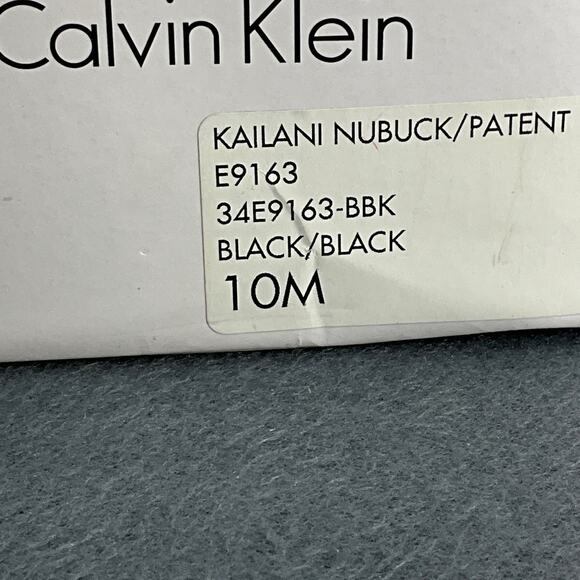 Calvin Klein
KAILANI NUBUCK/PATENT
E9163
34E9163-BBK
BLACK/BLACK
10M